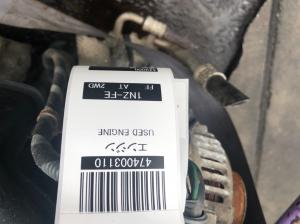 474003110
エンジン
USED ENGINE
1NZ-FE
FF AT 2WD